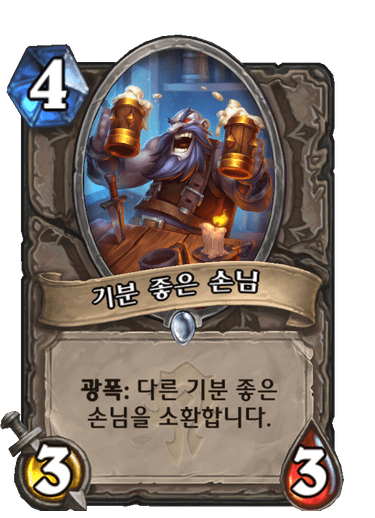 4
기분 좋은 손님
광폭: 다른 기분 좋은
손님을 소환합니다.
3
3